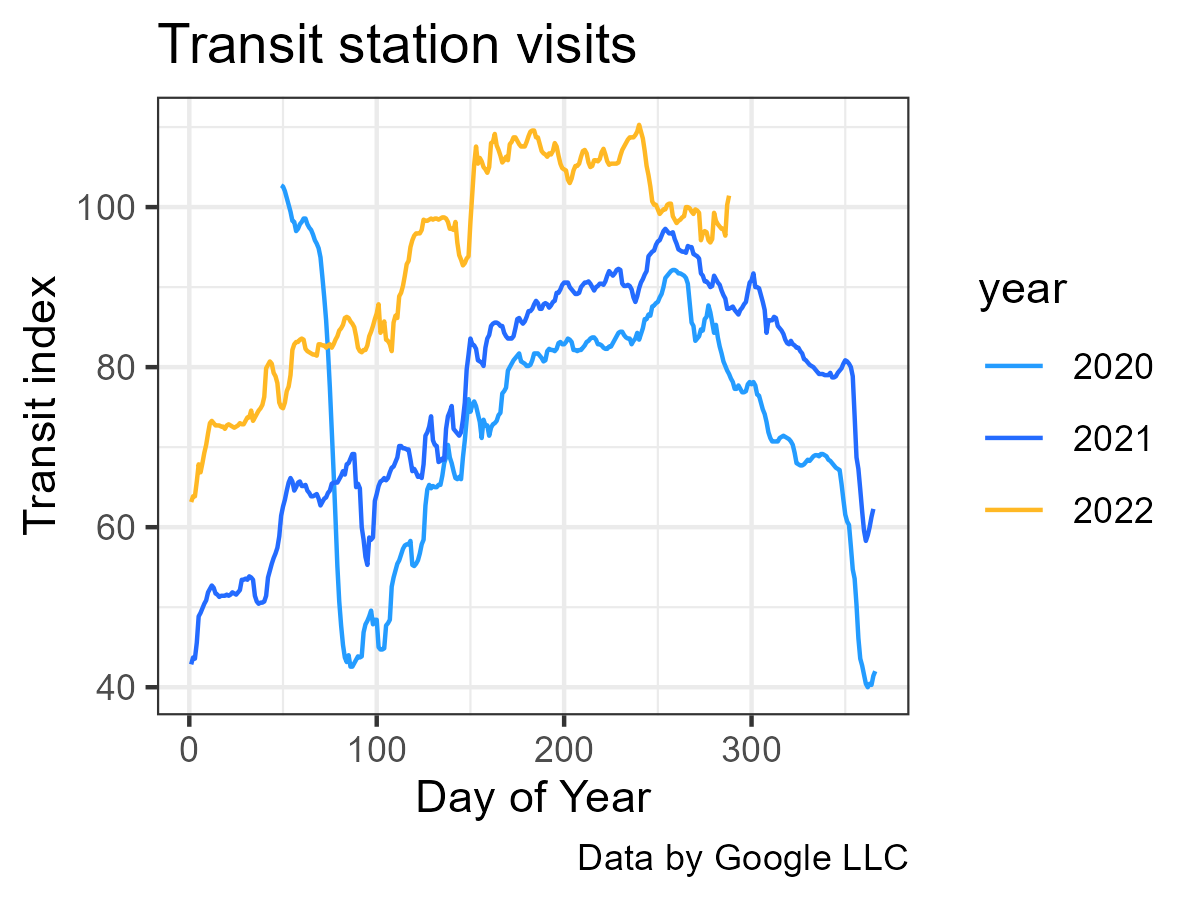 Transit station visits
Transit index
100
80
60
40
0 100 200 300
Day of Year
year
2020
2021
2022
Data by Google LLC